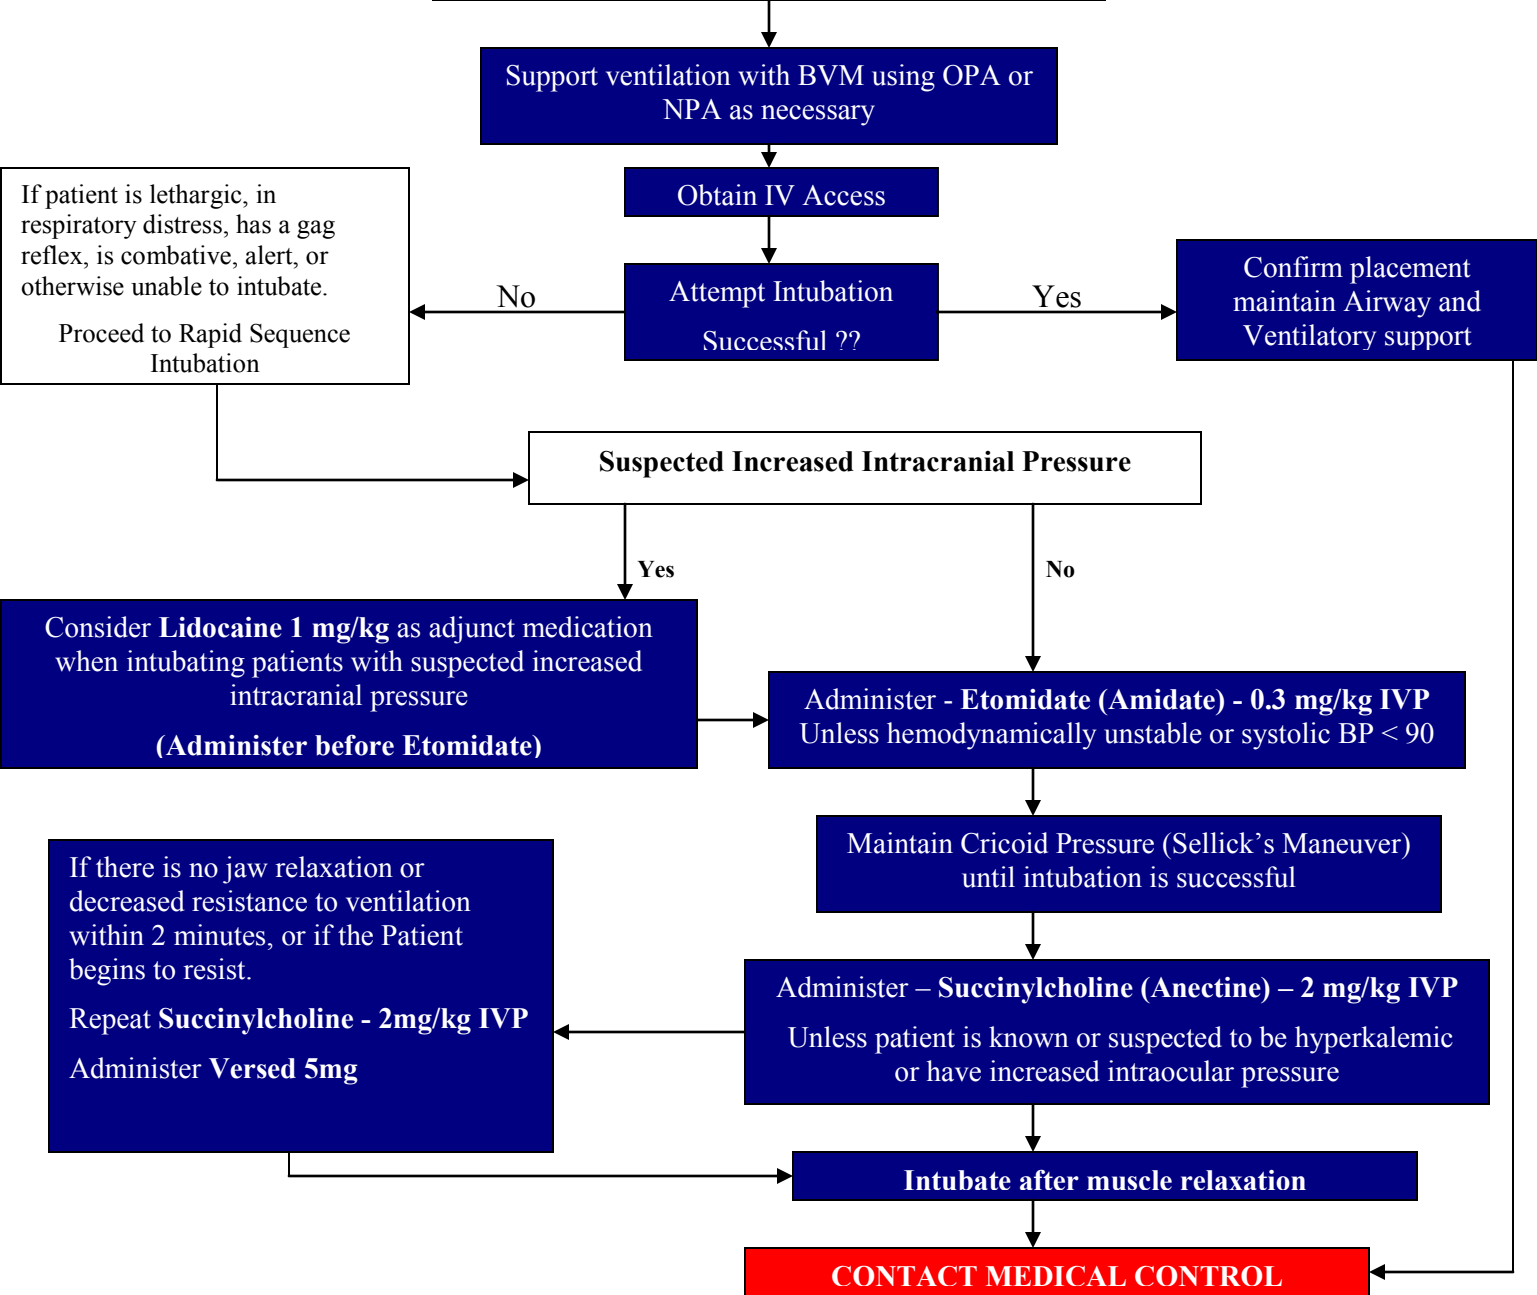 Support ventilation with BVM using OPA or
NPA as necessary
Obtain IV Access
If patient is lethargic, in
respiratory distress, has a gag
reflex, is combative, alert, or
otherwise unable to intubate.
Proceed to Rapid Sequence
Intubation
No
Attempt Intubation
Successful ??
Yes
Confirm placement
maintain Airway and
Ventilatory support
Suspected Increased Intracranial Pressure
Yes
No
Consider Lidocaine 1 mg/kg as adjunct medication
when intubating patients with suspected increased
intracranial pressure
(Administer before Etomidate)
Administer - Etomidate (Amidate) - 0.3 mg/kg IVP
Unless hemodynamically unstable or systolic BP < 90
Maintain Cricoid Pressure (Sellick’s Maneuver)
until intubation is successful
If there is no jaw relaxation or
decreased resistance to ventilation
within 2 minutes, or if the Patient
begins to resist.
Repeat Succinylcholine - 2mg/kg IVP
Administer Versed 5mg
Administer – Succinylcholine (Anectine) – 2 mg/kg IVP
Unless patient is known or suspected to be hyperkalemic
or have increased intraocular pressure
Intubate after muscle relaxation
CONTACT MEDICAL CONTROL